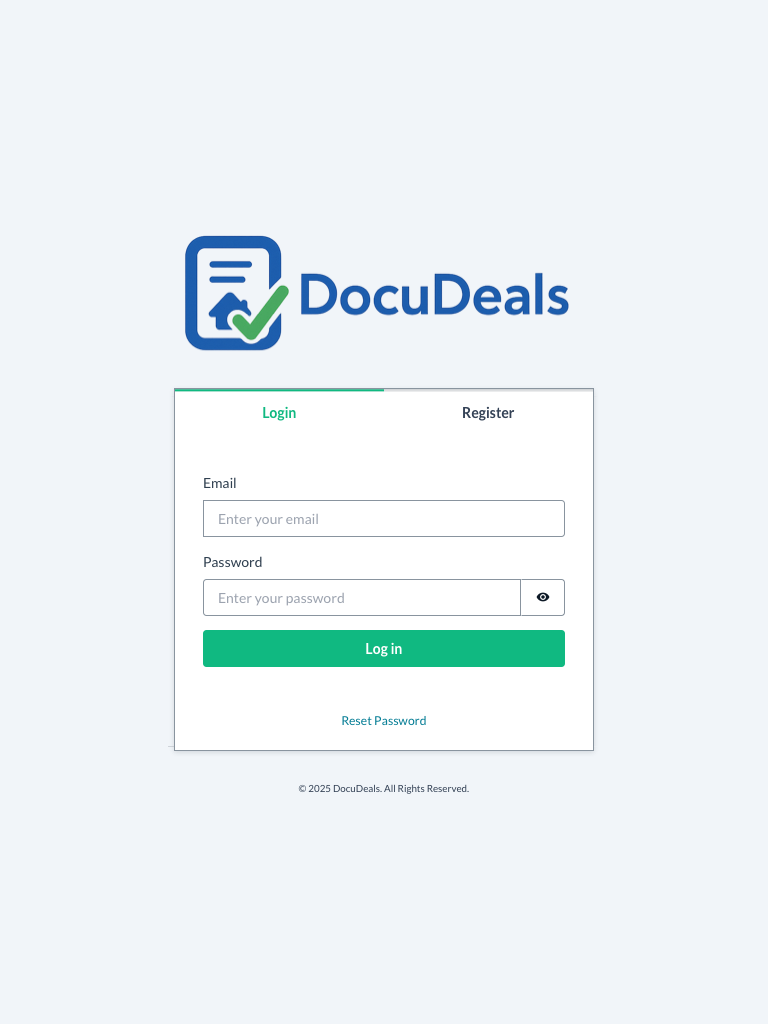 DocuDeals
Login
Register
Email
Enter your email
Password
Enter your password
Log in
Reset Password
© 2025 DocuDeals. All Rights Reserved.